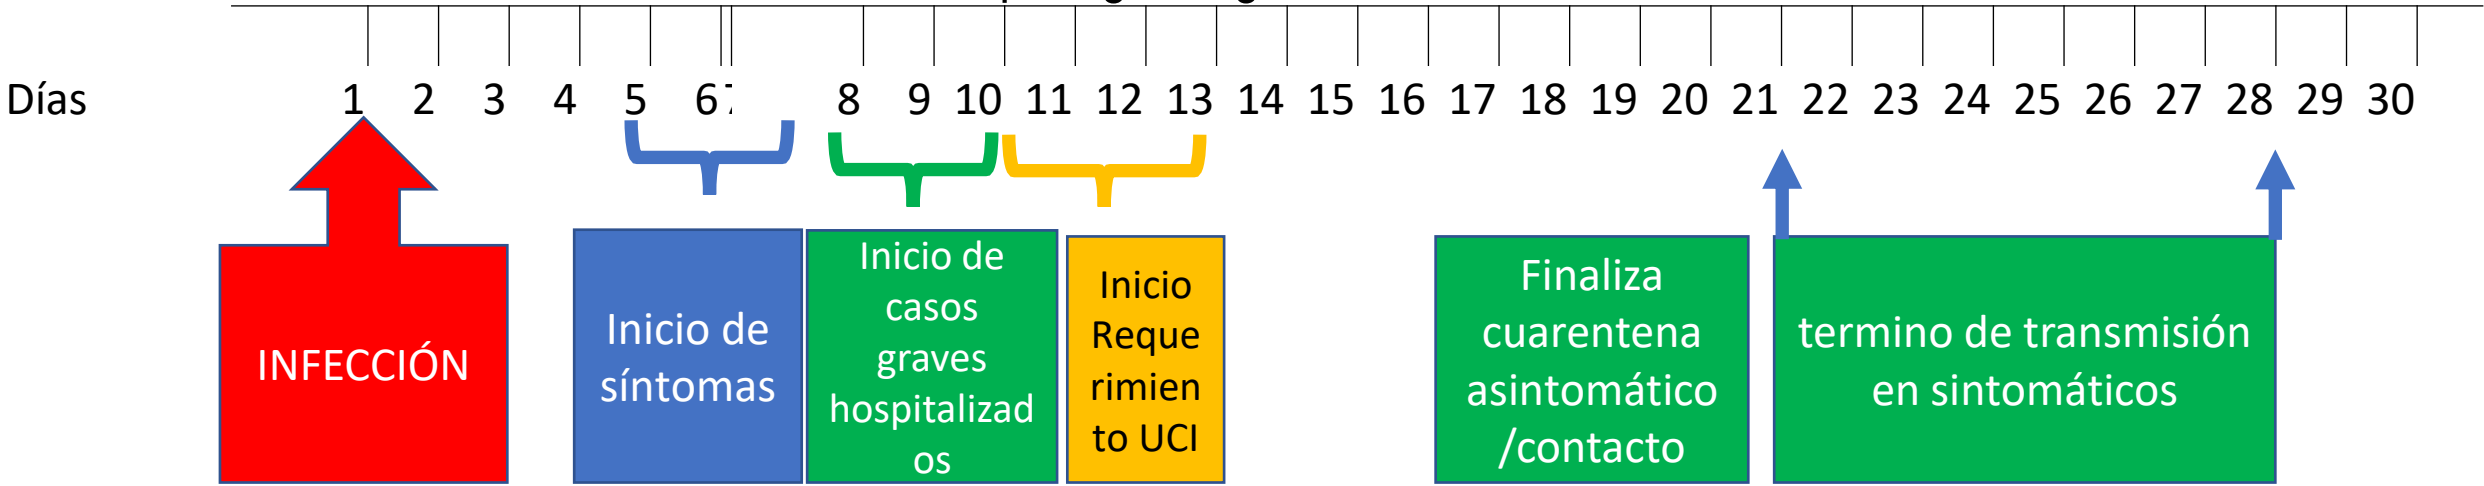 Días 1 2 3 4 5 6 8 9 10 11 12 13 14 15 16 17 18 19 20 21 22 23 24 25 26 27 28 29 30
INFECCIÓN
Inicio de
síntomas
Inicio de
casos
graves
hospitalizad
os
Inicio
Reque
rimien
to UCI
Finaliza
cuarentena
asintomático
/contacto
termino de transmisión
en sintomáticos